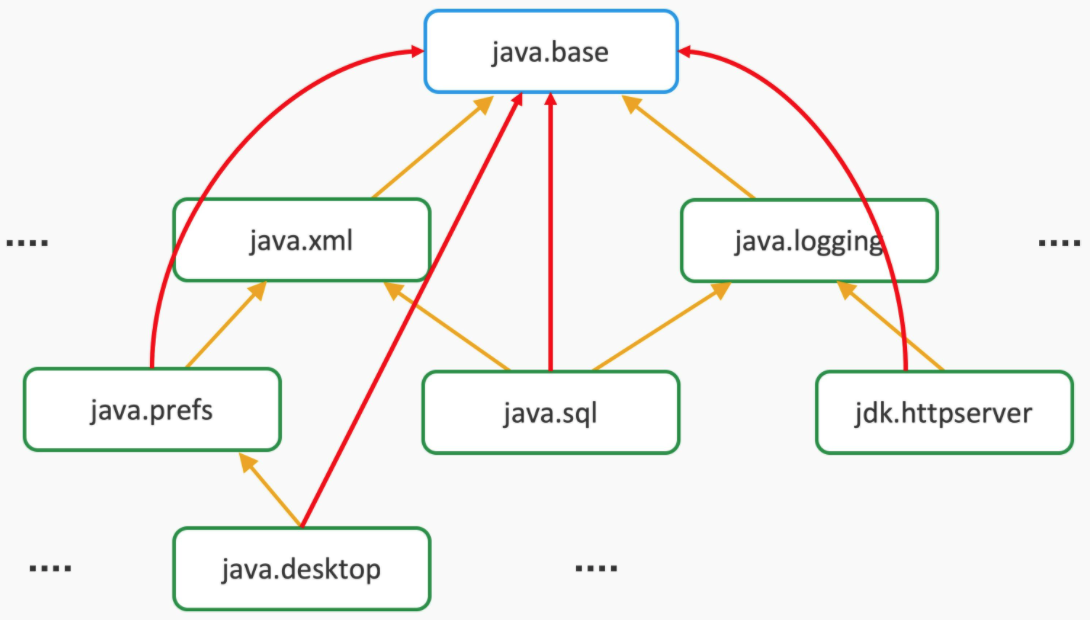 java.base
java.xml
java.logging
....
....
java.prefs
java.sql
jdk.httpserver
java.desktop
....
....